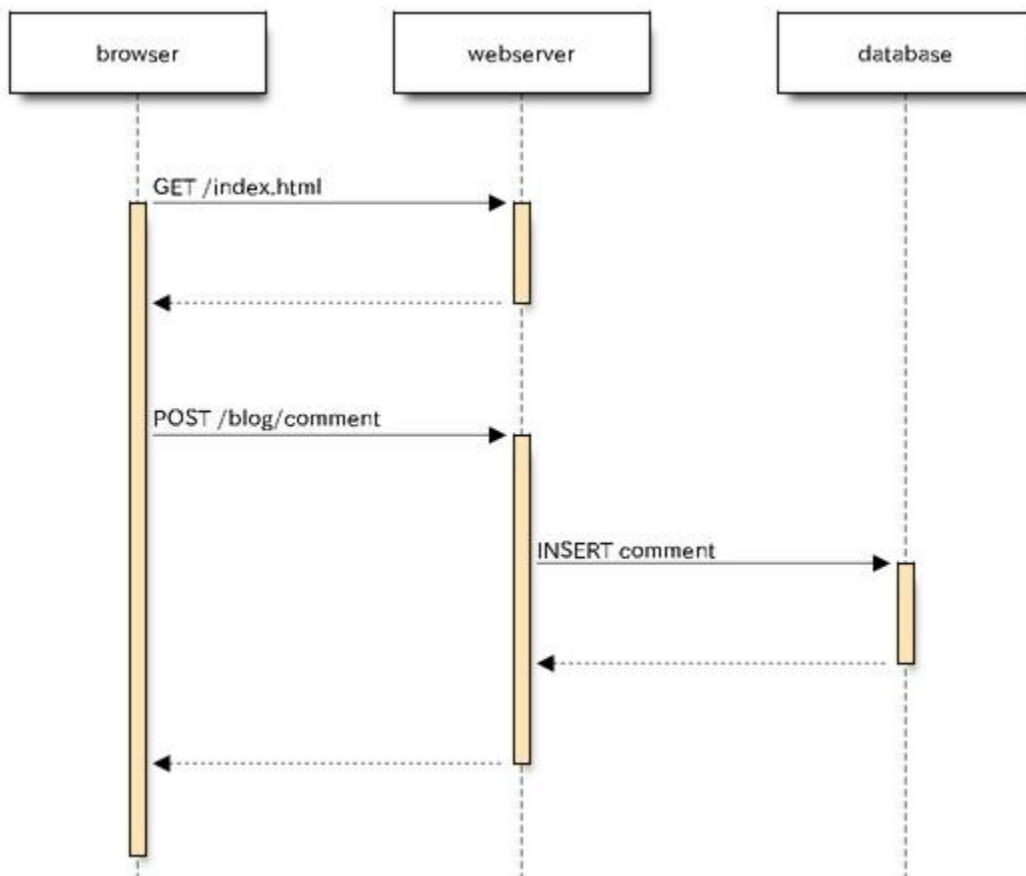 browser
webserver
database
GET /index.html
POST /blog/comment
INSERT comment